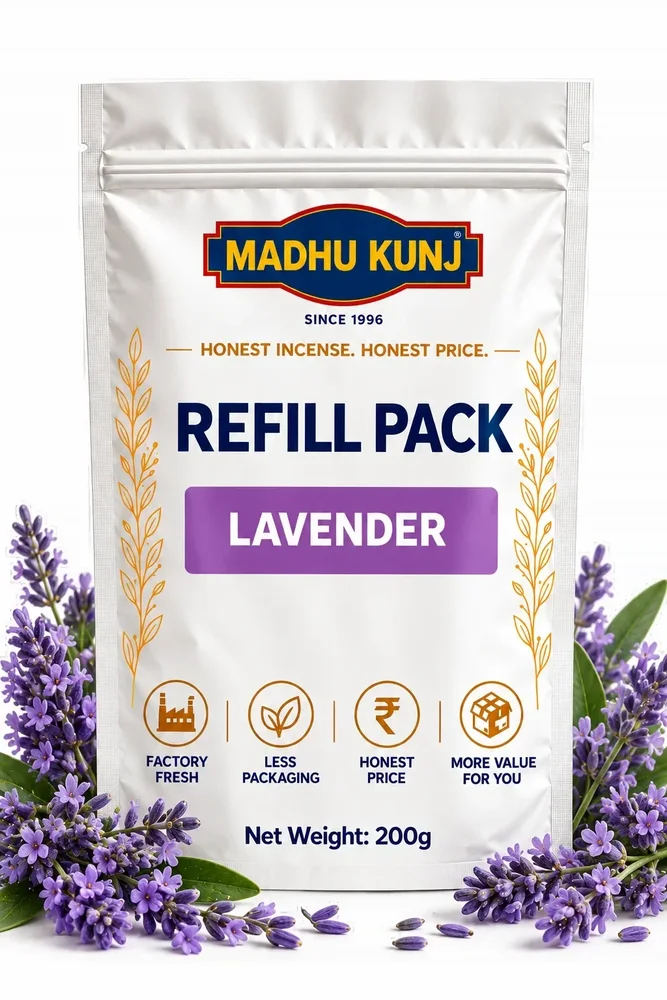 MADHU KUNJ®
SINCE 1996
HONEST INCENSE. HONEST PRICE.
REFILL PACK
LAVENDER
₹
FACTORY
FRESH
LESS
PACKAGING
HONEST
PRICE
MORE VALUE
FOR YOU
Net Weight: 200g